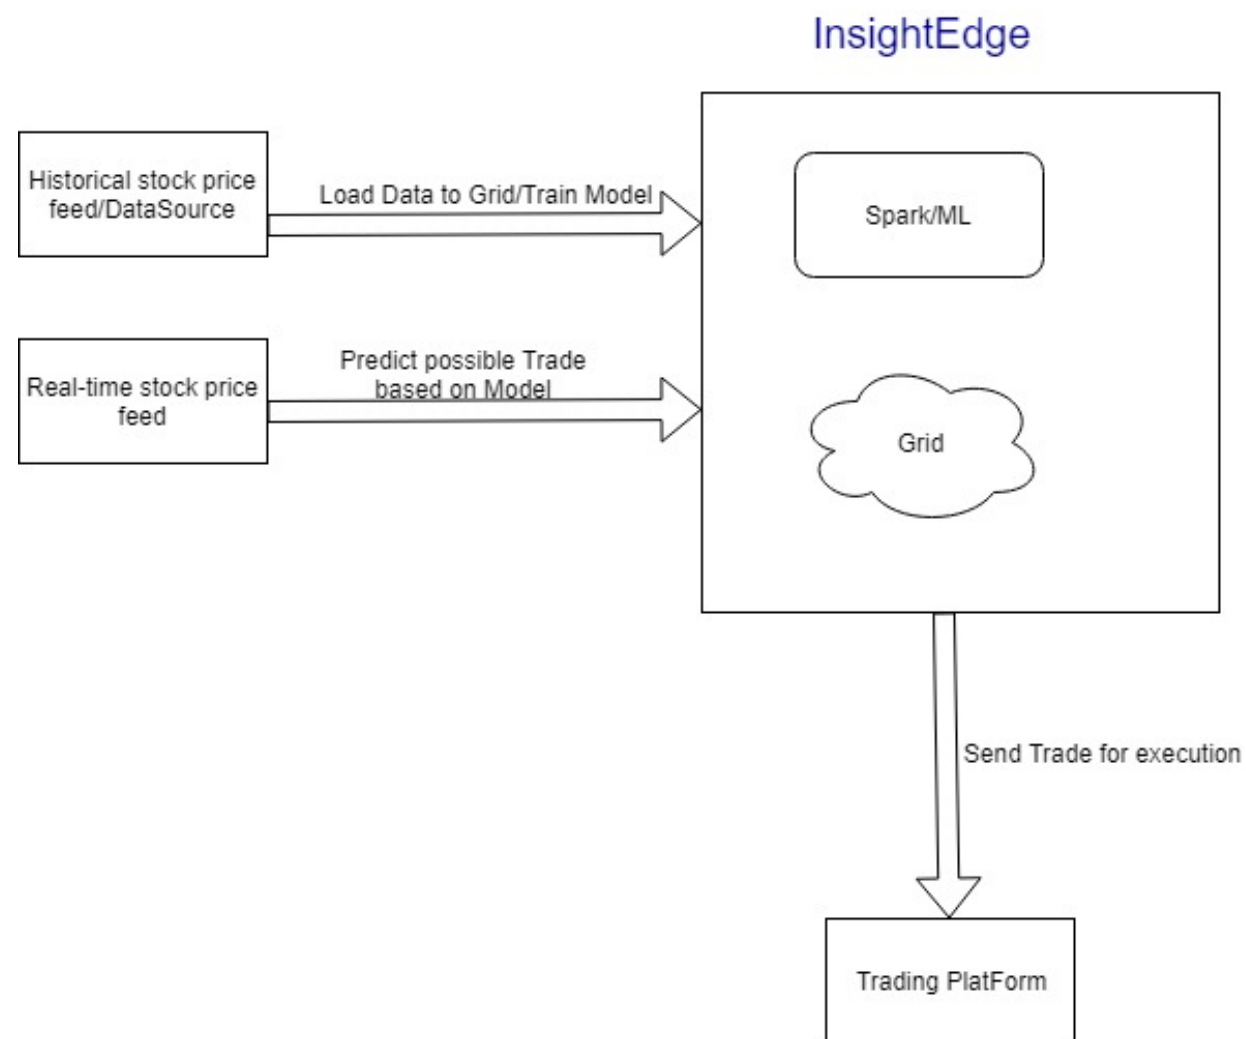 InsightEdge
Historical stock price
feed/DataSource
Load Data to Grid/Train Model
Spark/ML
Real-time stock price
feed
Predict possible Trade
based on Model
Grid
Send Trade for execution
Trading PlatForm